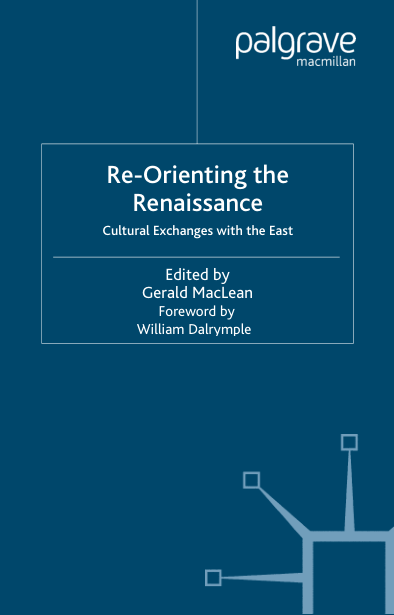 palgrave
macmillan
Re-Orienting the
Renaissance
Cultural Exchanges with the East
Edited by
Gerald MacLean
Foreword by
William Dalrymple